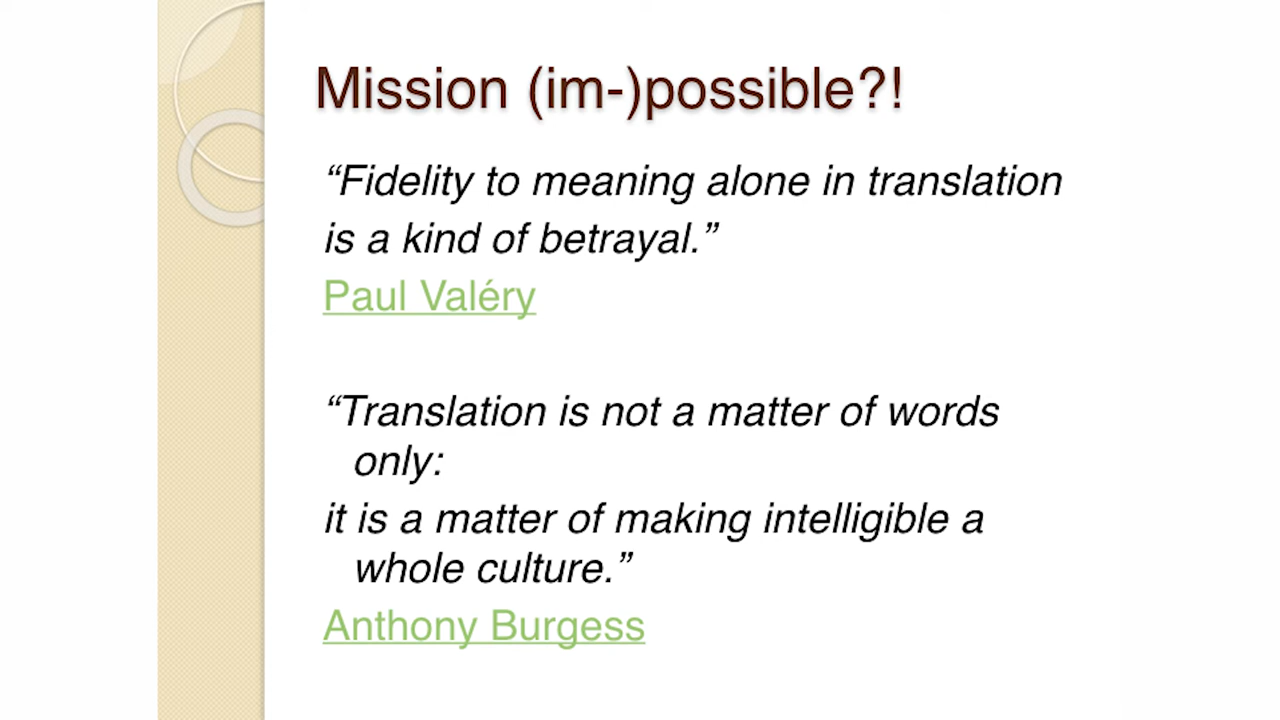 Mission (im-)possible?!
“Fidelity to meaning alone in translation
is a kind of betrayal.”
Paul Valéry
“Translation is not a matter of words
only:
it is a matter of making intelligible a
whole culture.”
Anthony Burgess